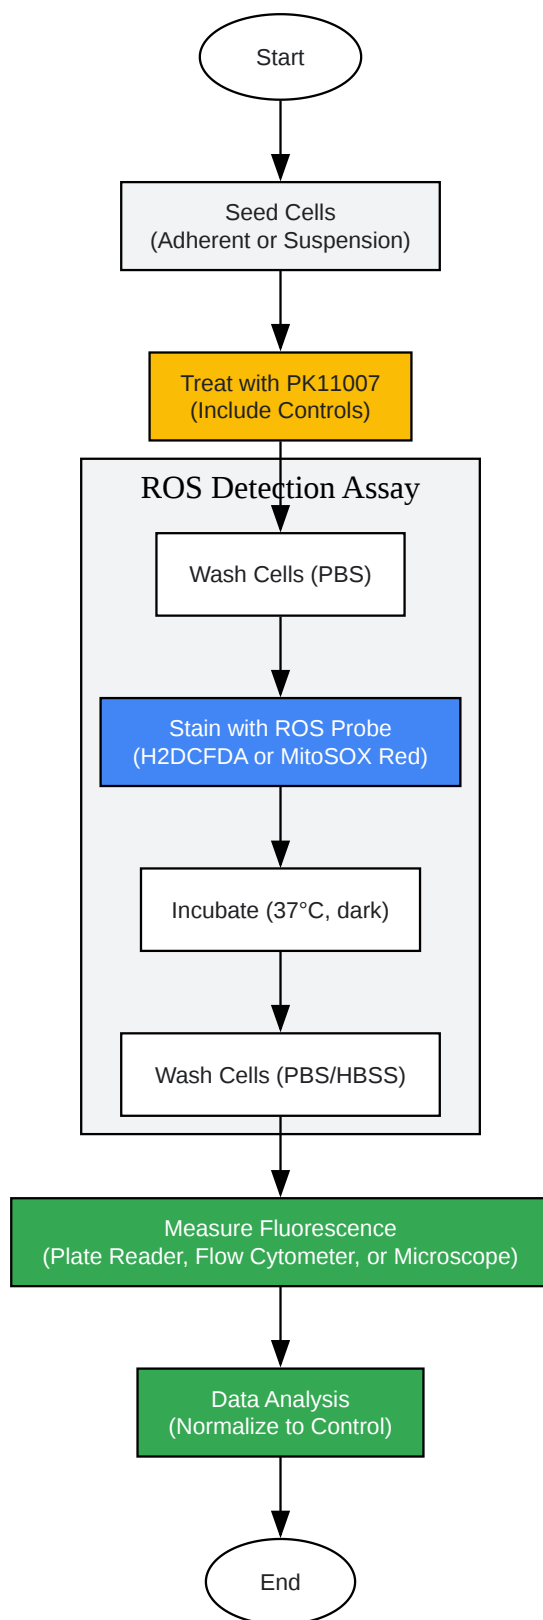 Start
Seed Cells
(Adherent or Suspension)
Treat with PK11007
(Include Controls)
ROS Detection Assay
Wash Cells (PBS)
Stain with ROS Probe
(H2DCFDA or MitoSOX Red)
Incubate (37°C, dark)
Wash Cells (PBS/HBSS)
Measure Fluorescence
(Plate Reader, Flow Cytometer, or Microscope)
Data Analysis
(Normalize to Control)
End